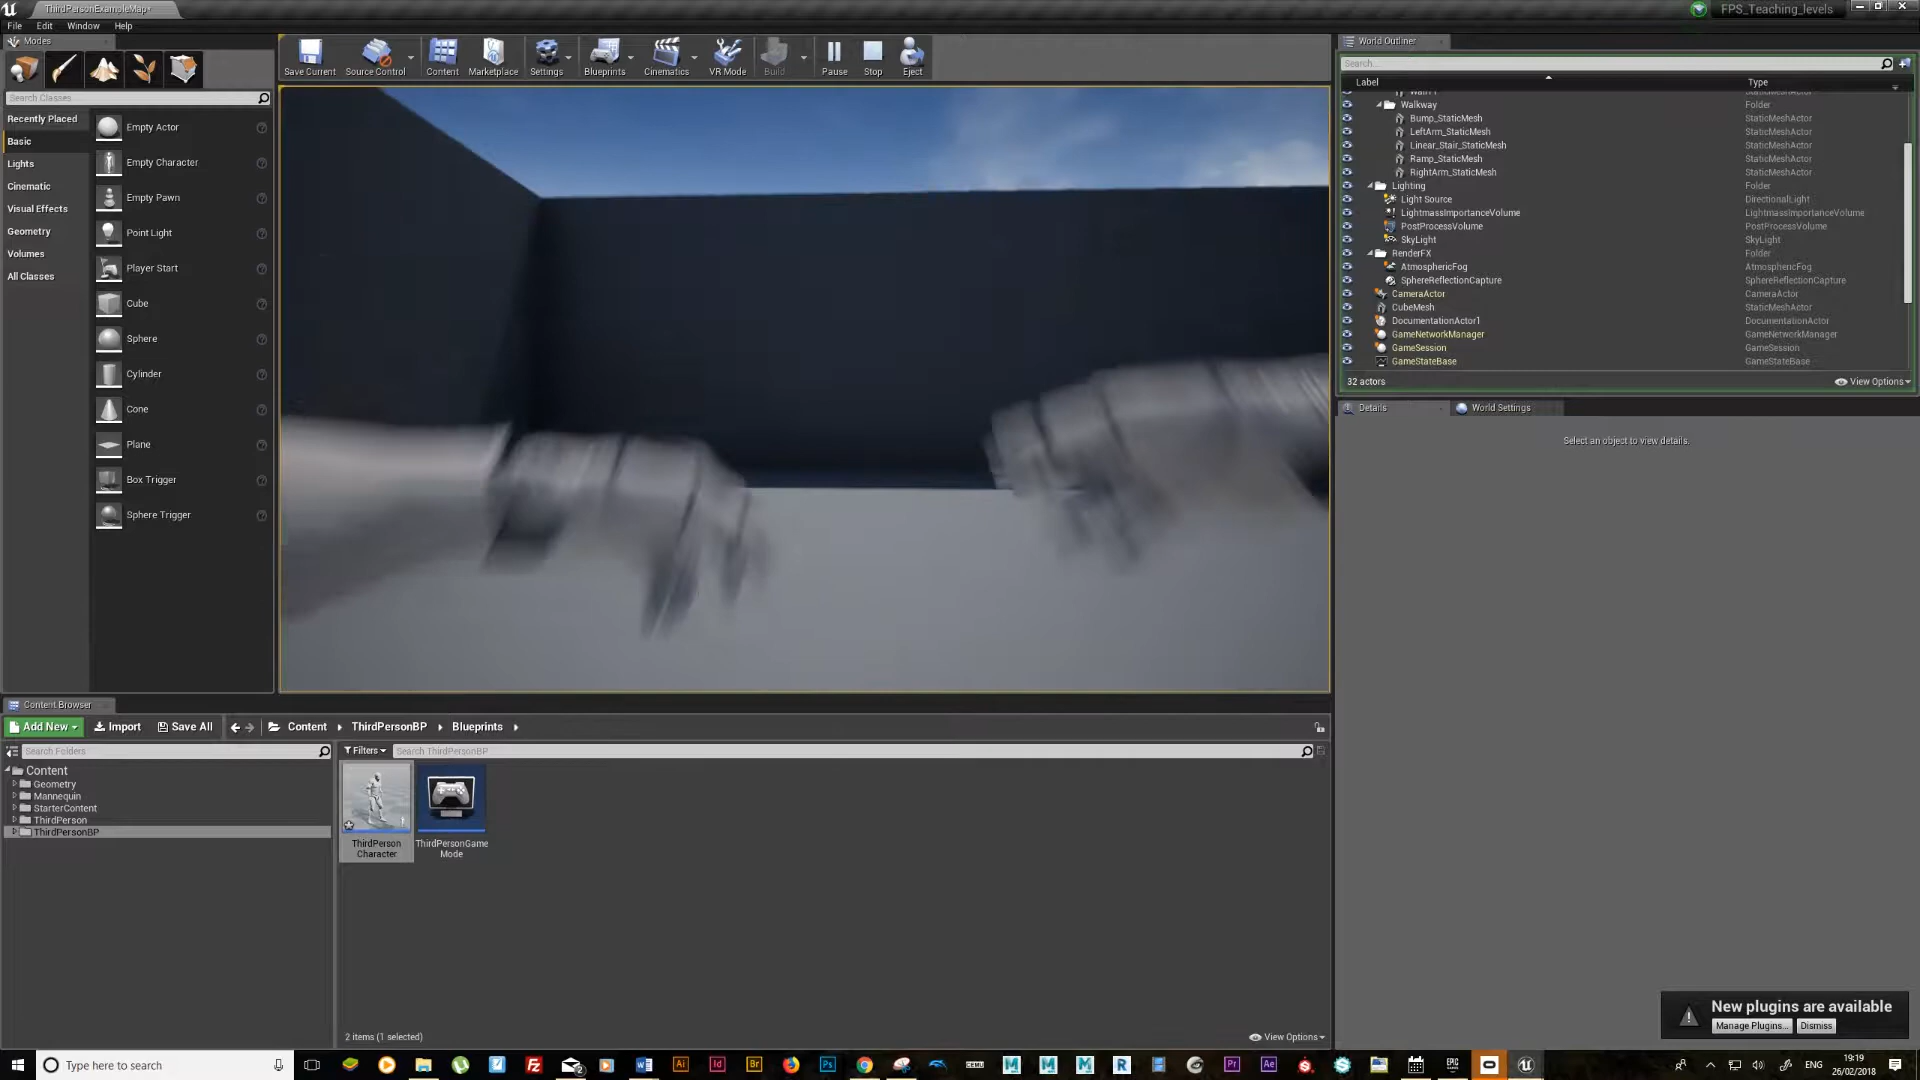 ThirdPersonExampleMap*
FPS_Teaching_levels
File Edit Window Help
Modes
Search Classes
Recently Placed
Basic
Lights
Cinematic
Visual Effects
Geometry
Volumes
All Classes
Empty Actor
Empty Character
Empty Pawn
Point Light
Player Start
Cube
Sphere
Cylinder
Cone
Plane
Box Trigger
Sphere Trigger
Save Current Source Control Content Marketplace Settings Blueprints Cinematics VR Mode Build Pause Stop Eject
World Outliner
Search...
Label Type
Walkway Folder
Bump_StaticMesh StaticMeshActor
LeftArm_StaticMesh StaticMeshActor
Linear_Stair_StaticMesh StaticMeshActor
Ramp_StaticMesh StaticMeshActor
RightArm_StaticMesh StaticMeshActor
Lighting Folder
Light Source DirectionalLight
LightmassImportanceVolume LightmassImportanceVolume
PostProcessVolume PostProcessVolume
SkyLight SkyLight
RenderFX Folder
AtmosphericFog AtmosphericFog
SphereReflectionCapture SphereReflectionCapture
CameraActor CameraActor
CubeMesh StaticMeshActor
DocumentationActor1 DocumentationActor
GameNetworkManager GameNetworkManager
GameSession GameSession
GameStateBase GameStateBase
32 actors View Options
Details World Settings
Select an object to view details.
Content Browser
Add New Import Save All Content ThirdPersonBP Blueprints
Search Folders
Filters Search ThirdPersonBP
Content
Geometry
Mannequin
StarterContent
ThirdPerson
ThirdPersonBP
ThirdPerson
Character
ThirdPersonGame
Mode
2 items (1 selected) View Options
New plugins are available
Manage Plugins... Dismiss
Type here to search
ENG
19:19
26/02/2018